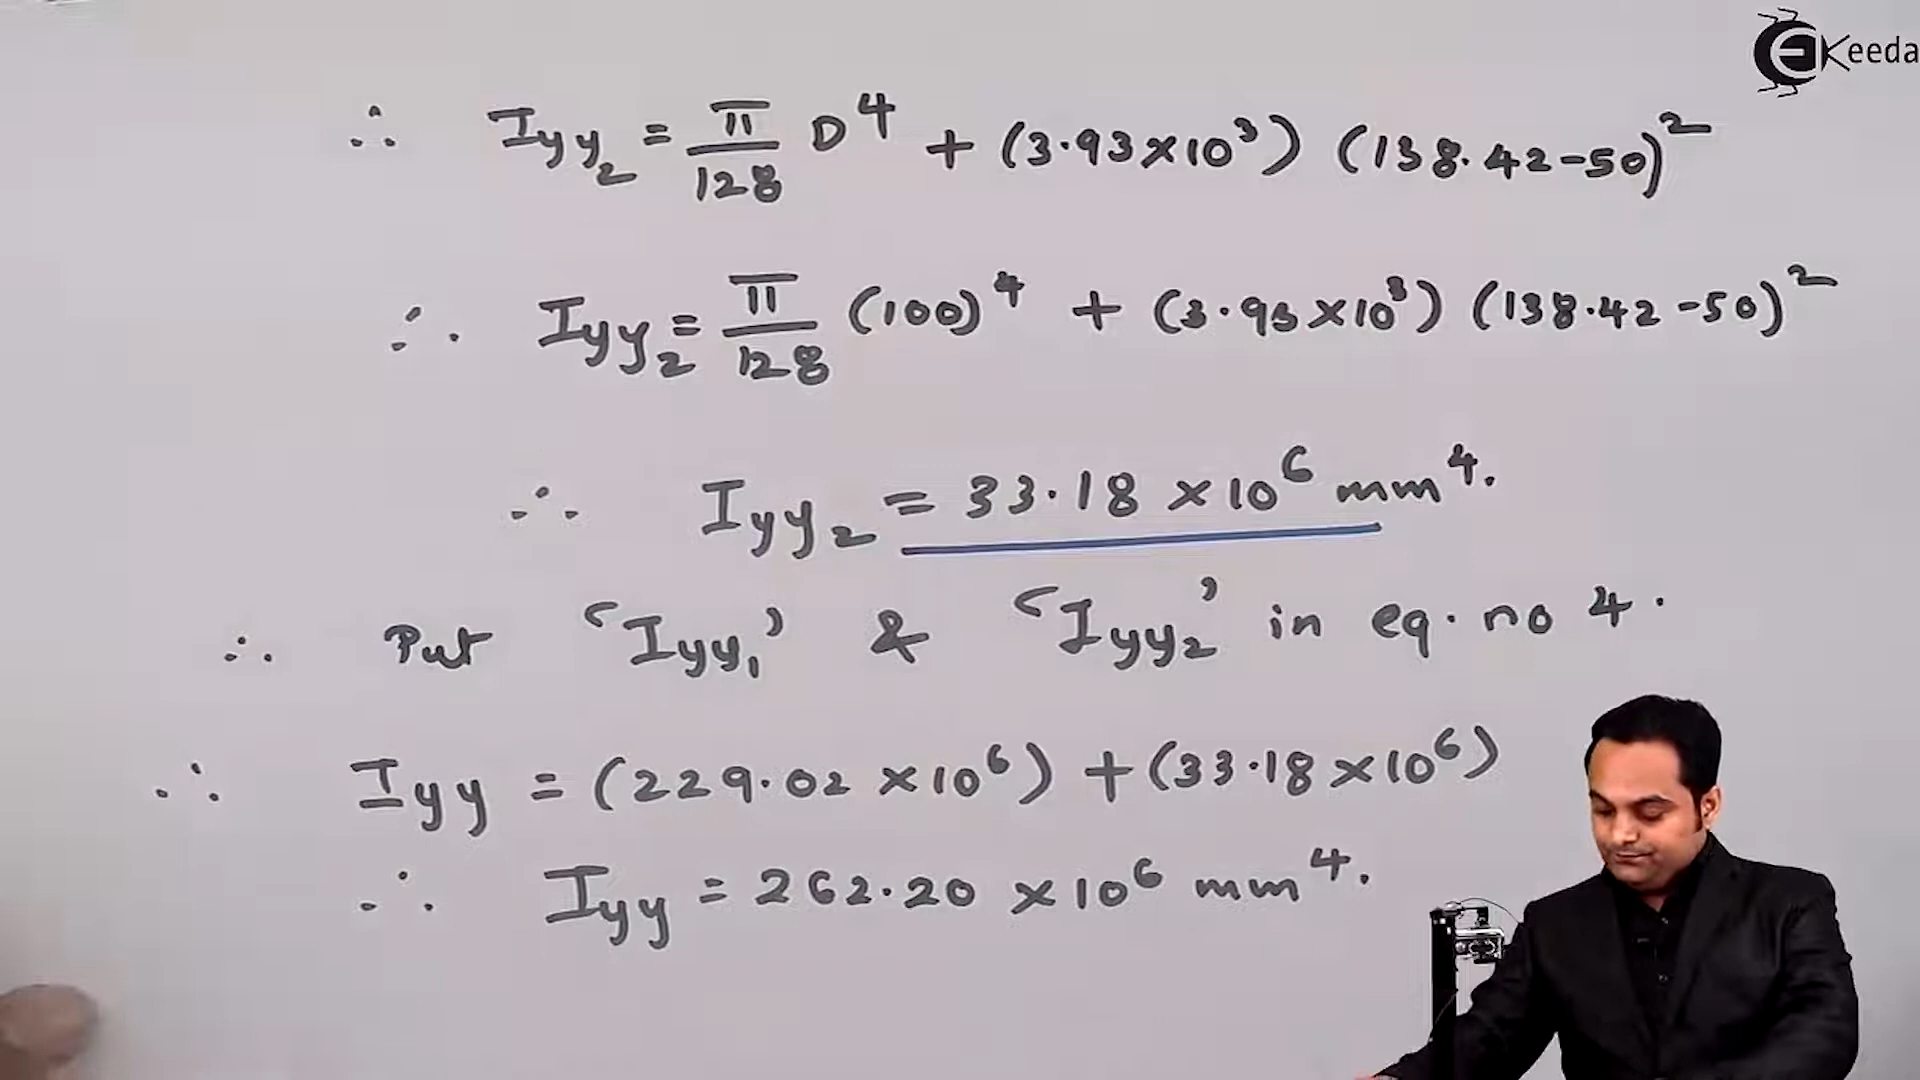 EKeeda
∴ Iyy₂ = π/128 D⁴ + (3.93×10³) (138.42-50)²
∴ Iyy₂ = π/128 (100)⁴ + (3.93×10³) (138.42-50)²
∴ Iyy₂ = 33.18 ×10⁶ mm⁴.
∴ Put ‘Iyy₁’ & ‘Iyy₂’ in eq. no 4.
∴ Iyy = (229.02 ×10⁶) + (33.18 ×10⁶)
∴ Iyy = 262.20 ×10⁶ mm⁴.